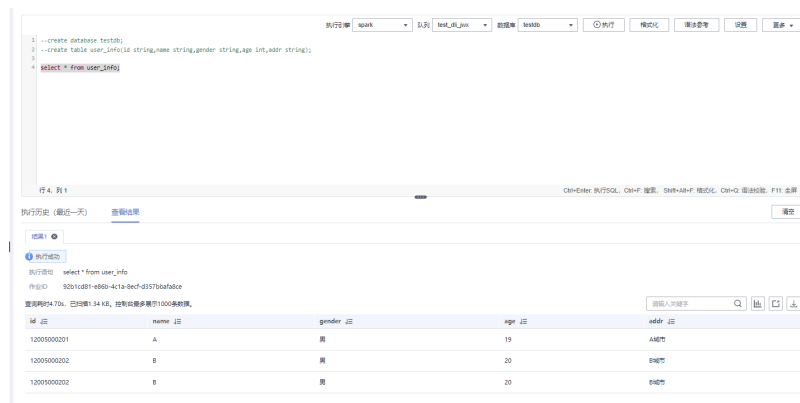 执行引擎 spark 队列 test_dli_jwx 数据库 testdb 执行 格式化 语法参考 设置 更多
1 --create database testdb;
2 --create table user_info(id string,name string,gender string,age int,addr string);
3
4 select * from user_info;
行 4, 列 1 Ctrl+Enter: 执行SQL, Ctrl+F: 搜索, Shift+Alt+F: 格式化, Ctrl+Q: 语法校验, F11: 全屏
执行历史（最近一天） 查看结果 清空
结果1
执行成功
执行语句 select * from user_info
作业ID 92b1cd81-e86b-4c1a-8ecf-d357bbafa8ce
查询耗时4.70s, 已扫描1.34 KB, 控制台最多展示1000条数据。 请输入关键字
id name gender age addr
12005000201 A 男 19 A城市
12005000202 B 男 20 B城市
12005000202 B 男 20 B城市